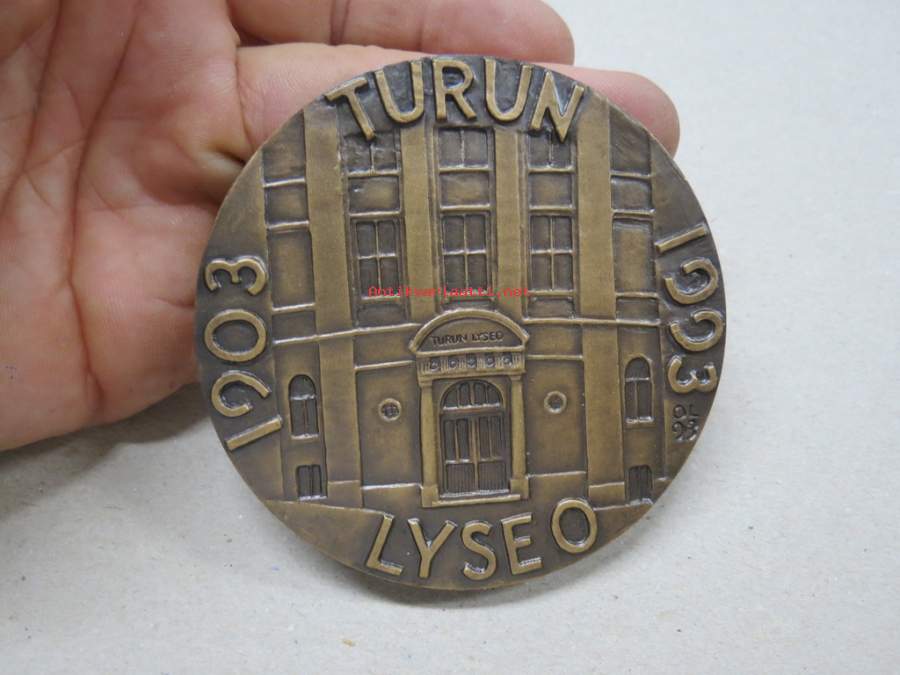 TURUN
1903
1993
TURUN LYSEO
OL
93
LYSEO
Antikvariaatti.net